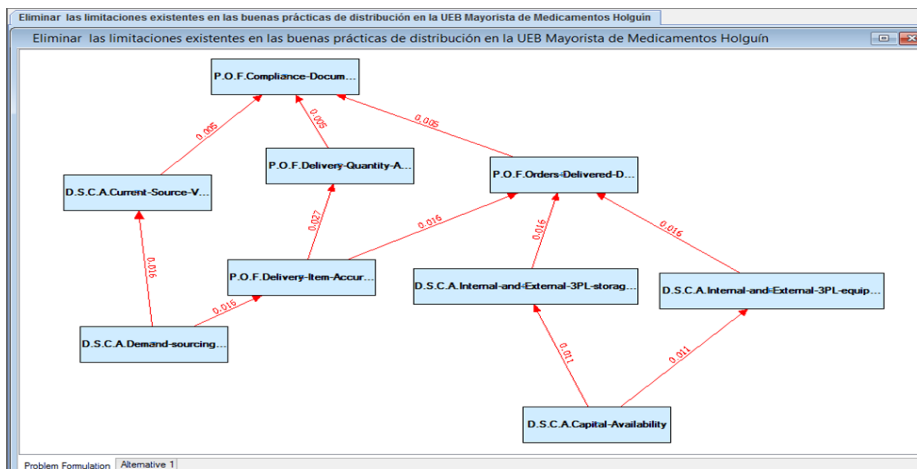 Eliminar las limitaciones existentes en las buenas prácticas de distribución en la UEB Mayorista de Medicamentos Holguín
Eliminar las limitaciones existentes en las buenas prácticas de distribución en la UEB Mayorista de Medicamentos Holguín
P.O.F.Compliance-Docum...
0.005
0.005
0.005
P.O.F.Delivery-Quantity-A...
P.O.F.Orders-Delivered-D...
D.S.C.A.Current-Source-V...
0.027
0.016
0.016
0.016
0.016
P.O.F.Delivery-Item-Accur...
D.S.C.A.Internal-and-External-3PL-storag...
D.S.C.A.Internal-and-External-3PL-equip...
0.016
D.S.C.A.Demand-sourcing...
0.011
0.011
D.S.C.A.Capital-Availability
Problem Formulation
Alternative 1